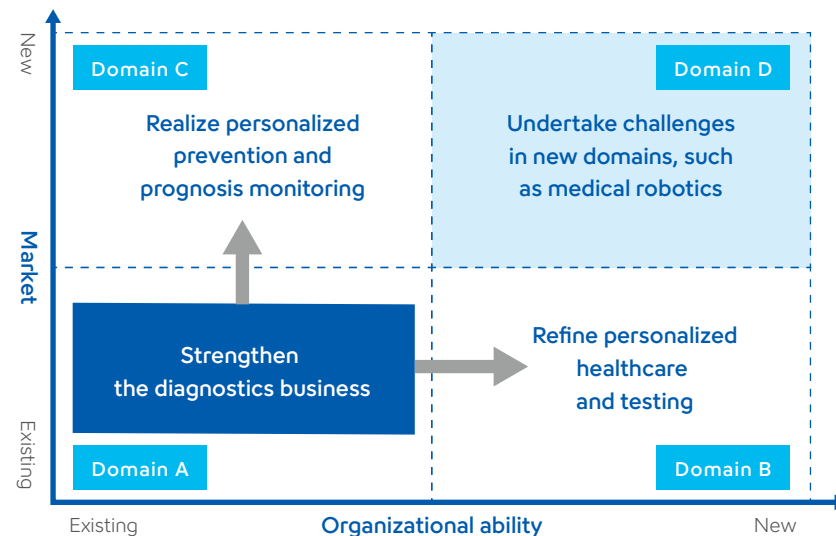 New
Domain C
Domain D
Realize personalized
prevention and
prognosis monitoring
Undertake challenges
in new domains, such
as medical robotics
Market
Strengthen
the diagnostics business
Refine personalized
healthcare
and testing
Existing
Domain A
Domain B
Existing
Organizational ability
New